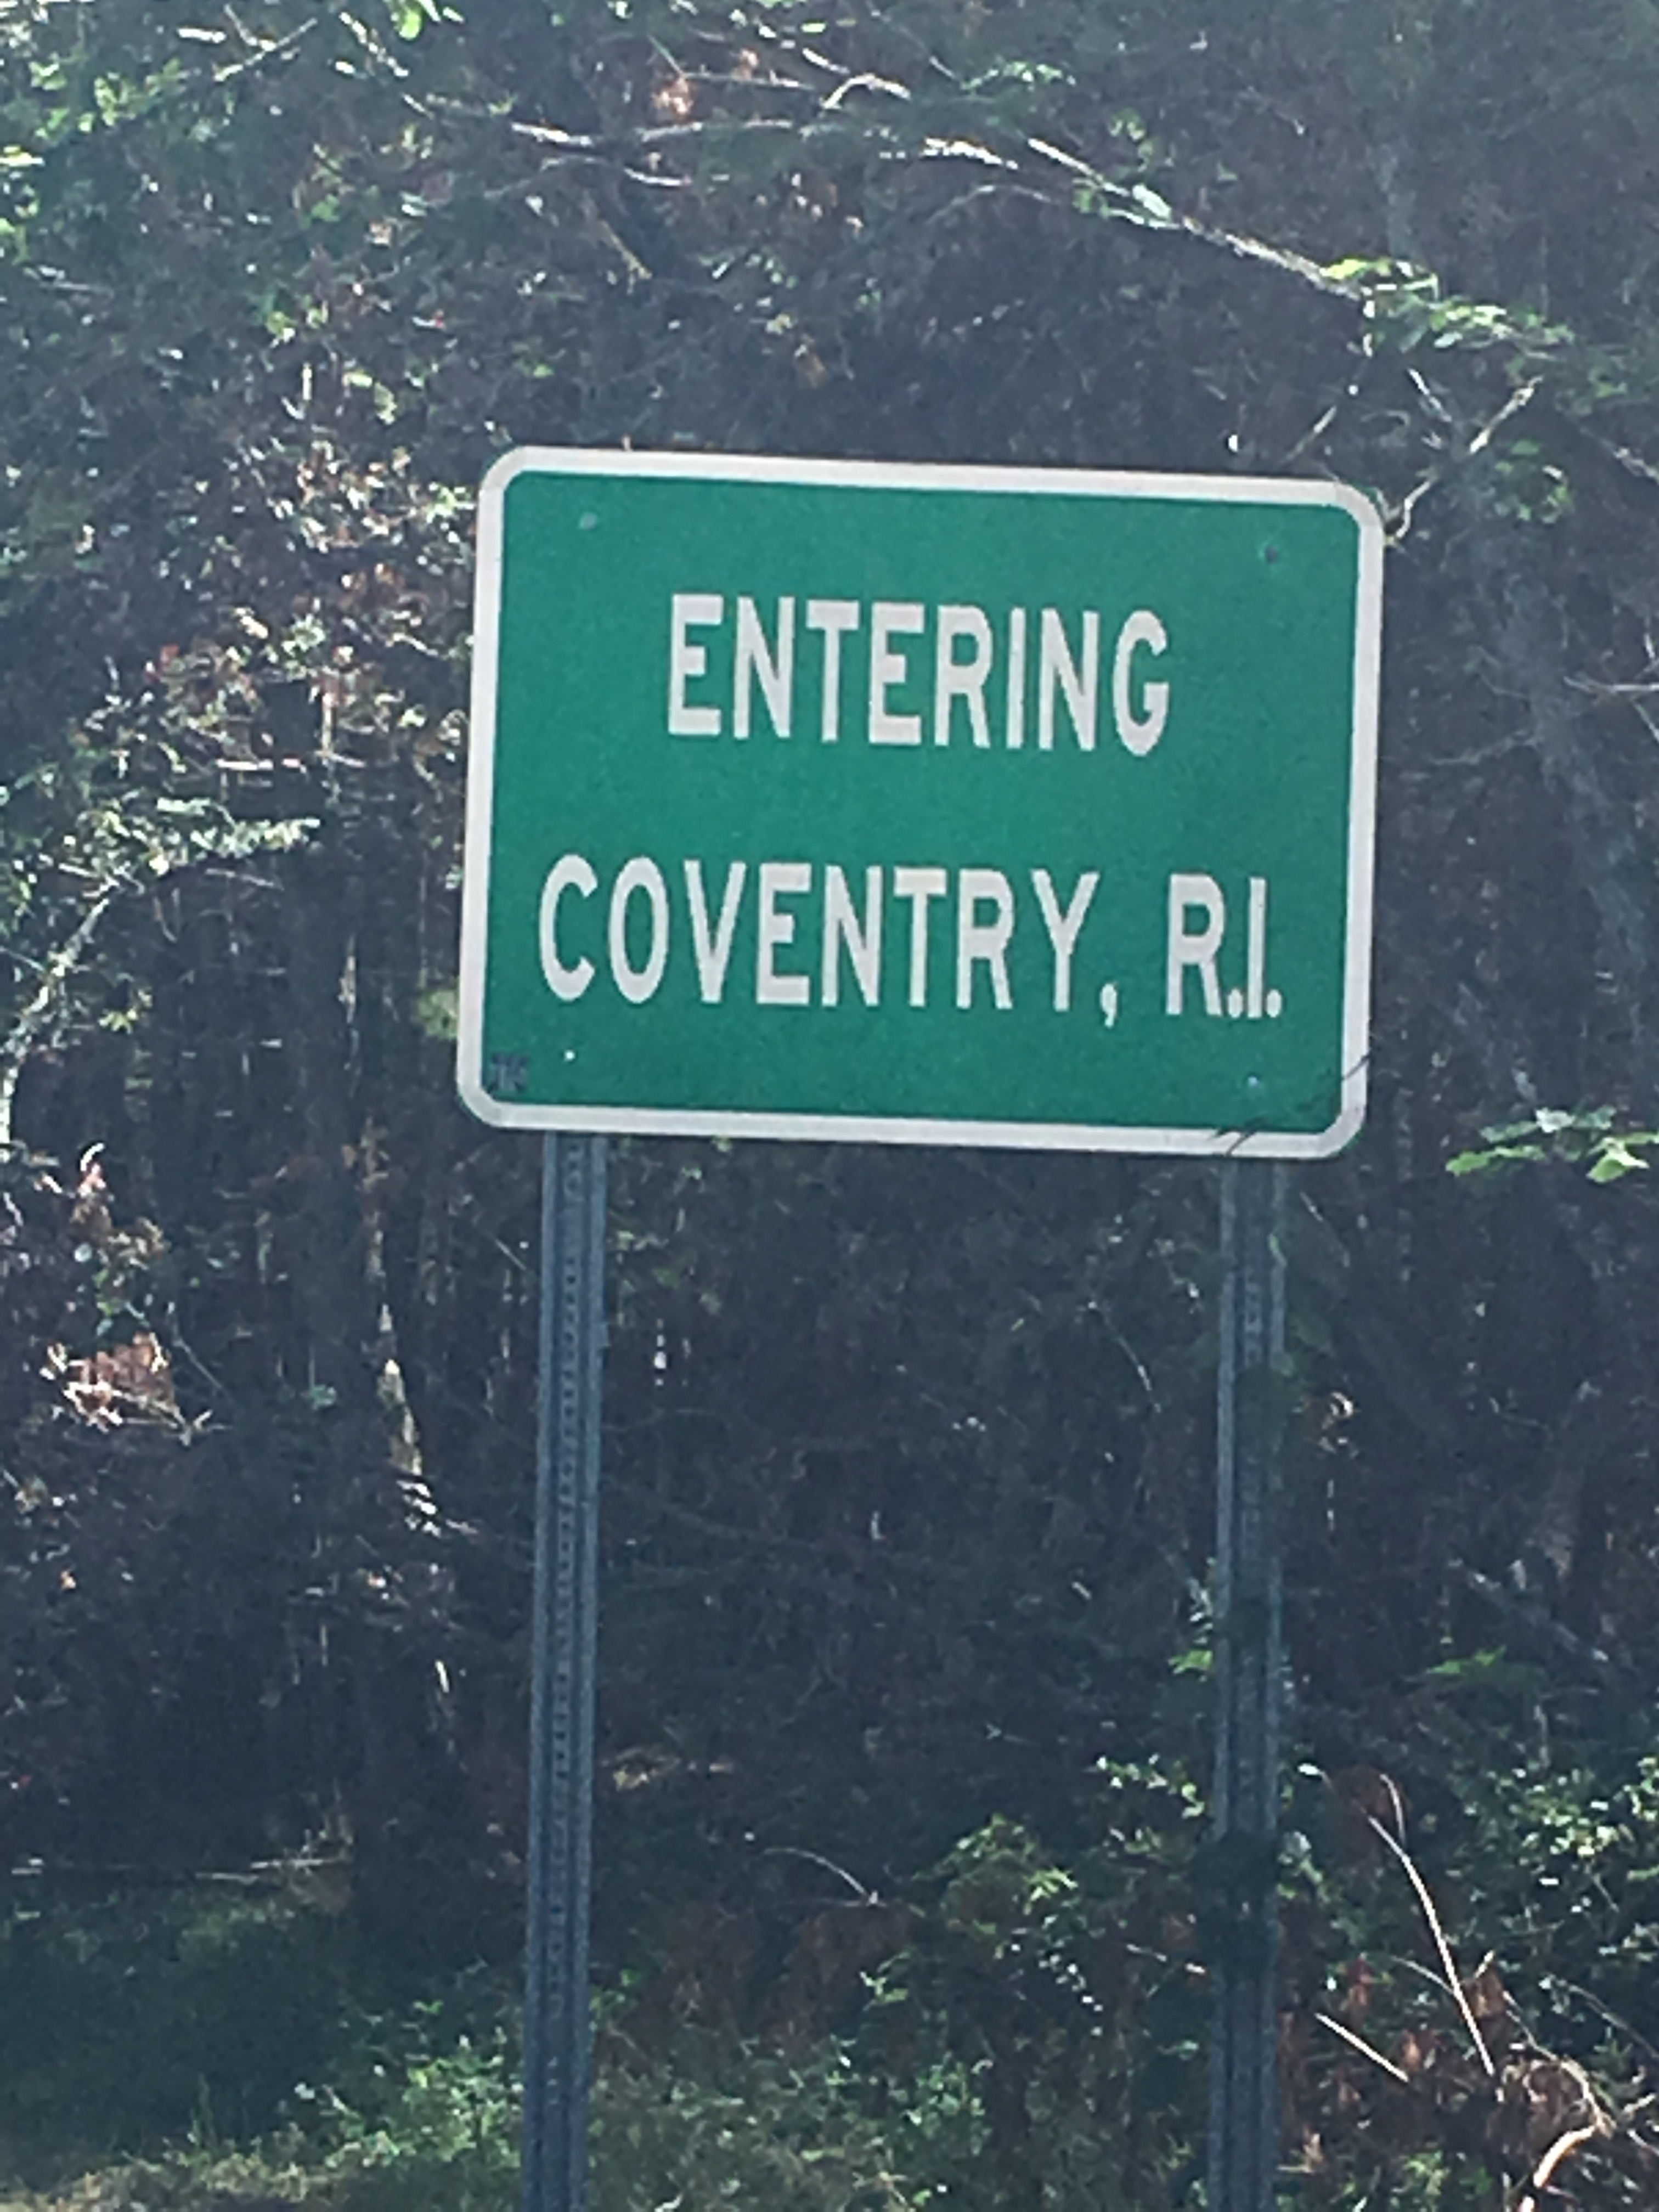 ENTERING
COVENTRY, R.I.